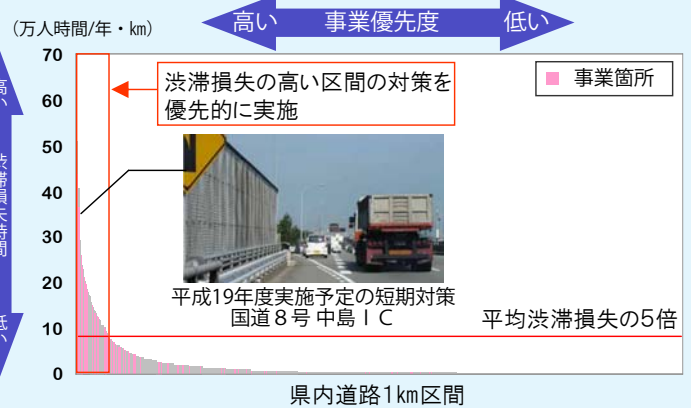 高い 事業優先度 低い
（万人時間/年・km）
70
60
50
40
30
20
10
0
高い
渋滞損失時間
低い
渋滞損失の高い区間の対策を
優先的に実施
事業箇所
平成19年度実施予定の短期対策
国道８号 中島ＩＣ
平均渋滞損失の5倍
県内道路1km区間